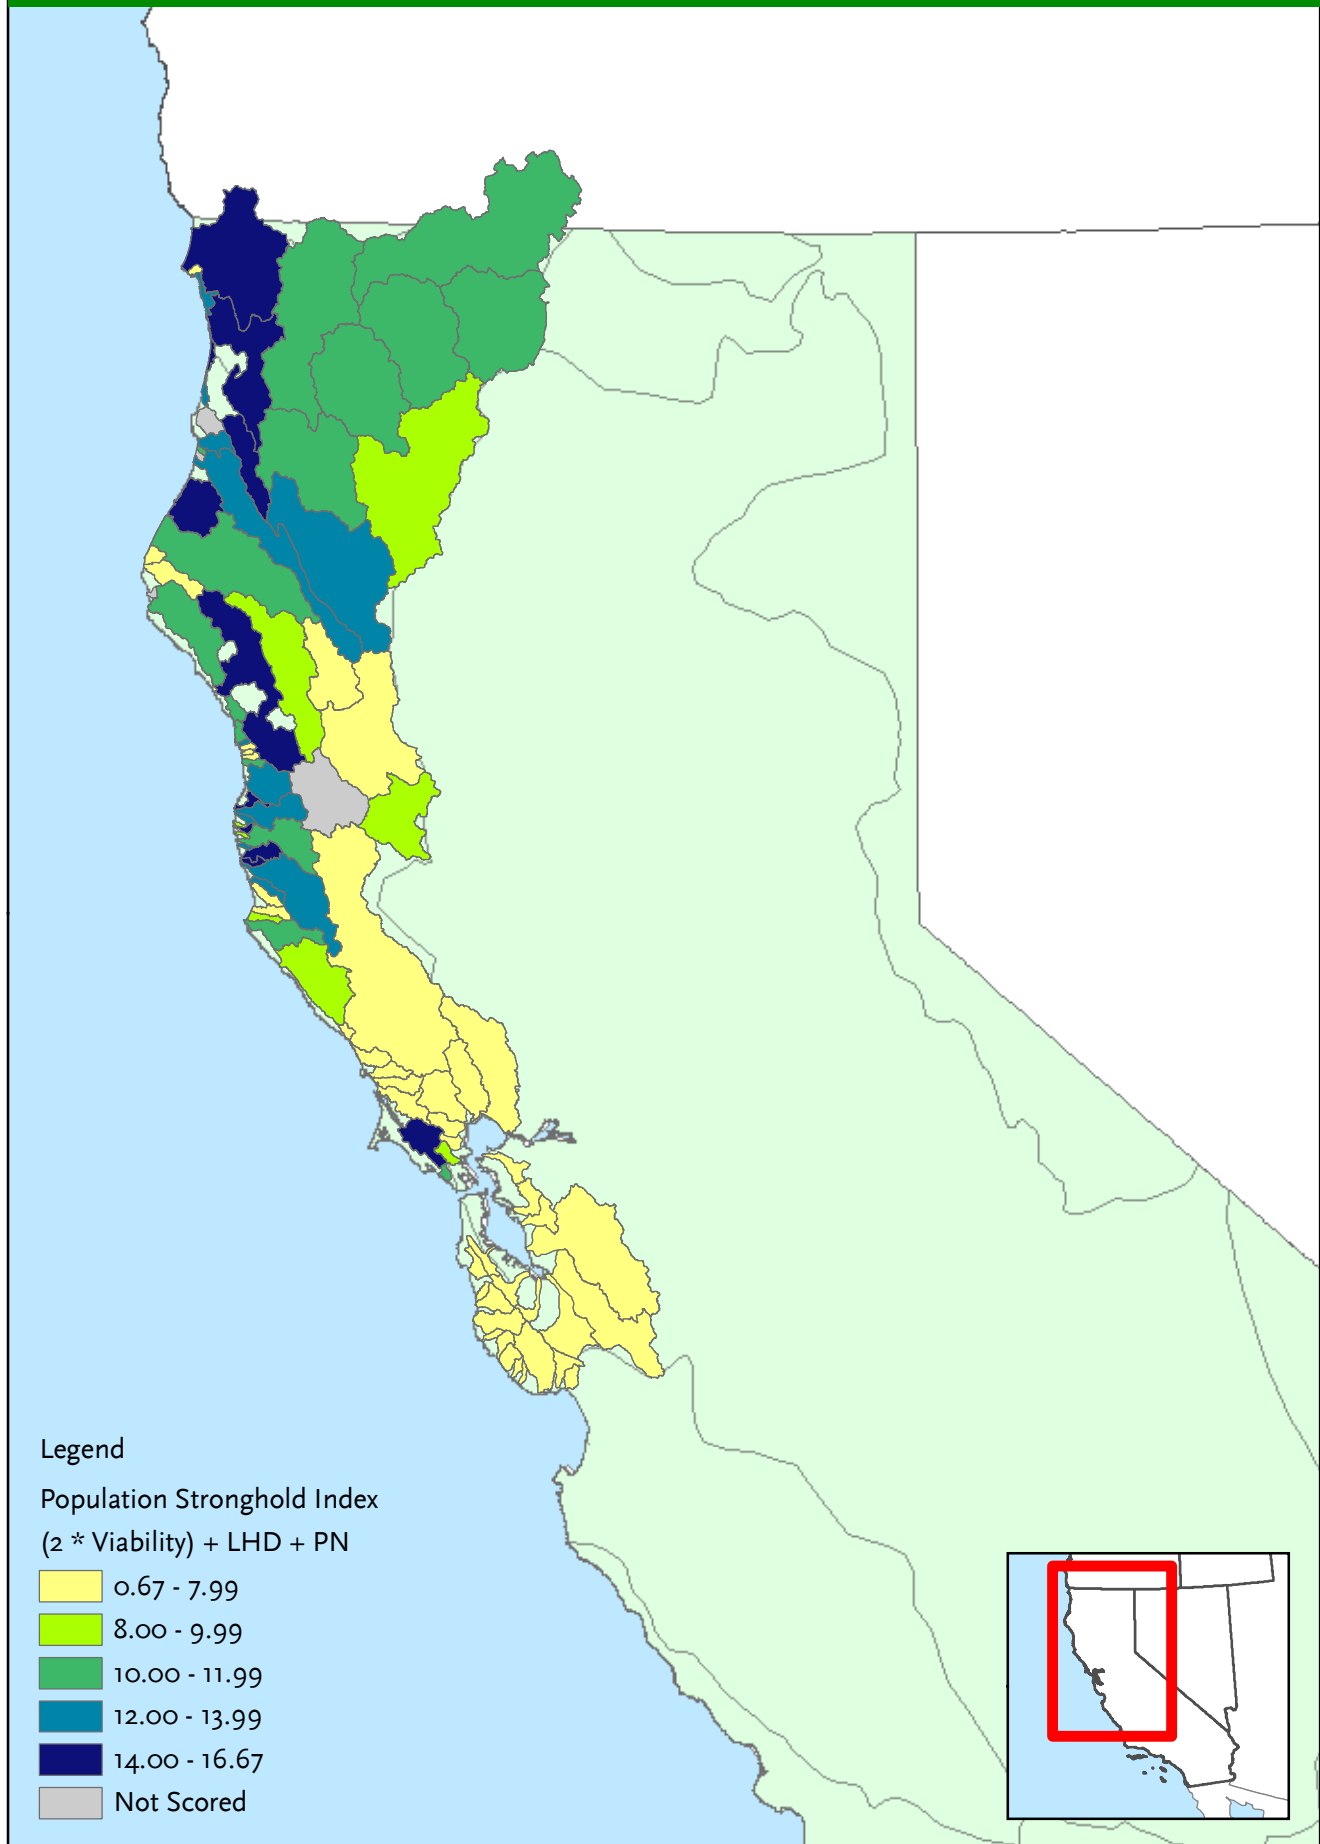 Legend
Population Stronghold Index
(2 * Viability) + LHD + PN
0.67 - 7.99
8.00 - 9.99
10.00 - 11.99
12.00 - 13.99
14.00 - 16.67
Not Scored